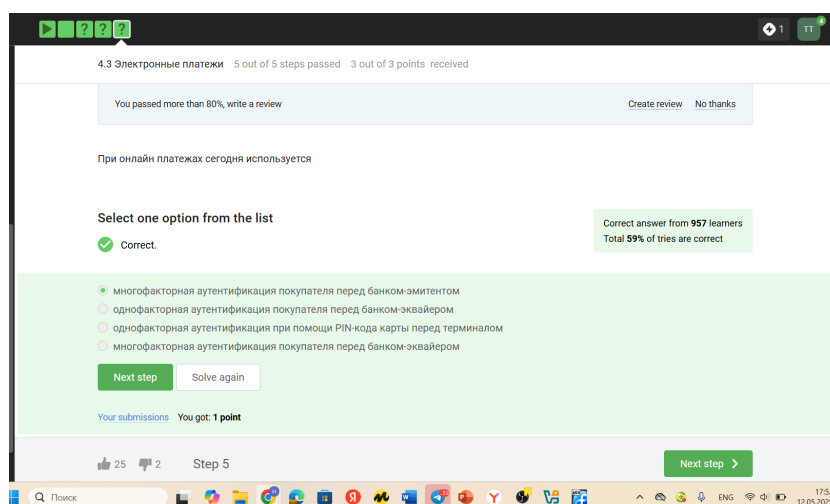 ? ? ?
1 TT 4
4.3 Электронные платежи 5 out of 5 steps passed 3 out of 3 points received
You passed more than 80%, write a review Create review No thanks
При онлайн платежах сегодня используется
Select one option from the list
Correct.
Correct answer from 957 learners
Total 59% of tries are correct
многофакторная аутентификация покупателя перед банком-эмитентом
однофакторная аутентификация покупателя перед банком-эквайером
однофакторная аутентификация при помощи PIN-кода карты перед терминалом
многофакторная аутентификация покупателя перед банком-эквайером
Next step Solve again
Your submissions You got: 1 point
25 2 Step 5 Next step
Поиск ENG